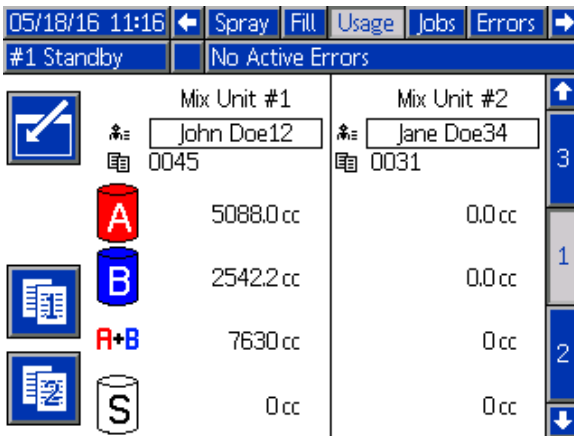 05/18/16 11:16 Spray Fill Usage Jobs Errors
#1 Standby No Active Errors
Mix Unit #1 Mix Unit #2
John Doe12 Jane Doe34
0045 0031
3
A 5088.0 cc 0.0 cc
1
B 2542.2 cc 0.0 cc
1
A+B 7630 cc 0 cc
2
2
S 0 cc 0 cc